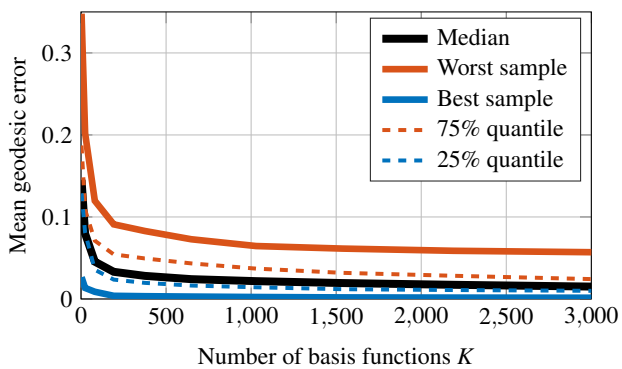 0.3
0.2
0.1
0
Mean geodesic error
Median
Worst sample
Best sample
75% quantile
25% quantile
0 500 1,000 1,500 2,000 2,500 3,000
Number of basis functions K